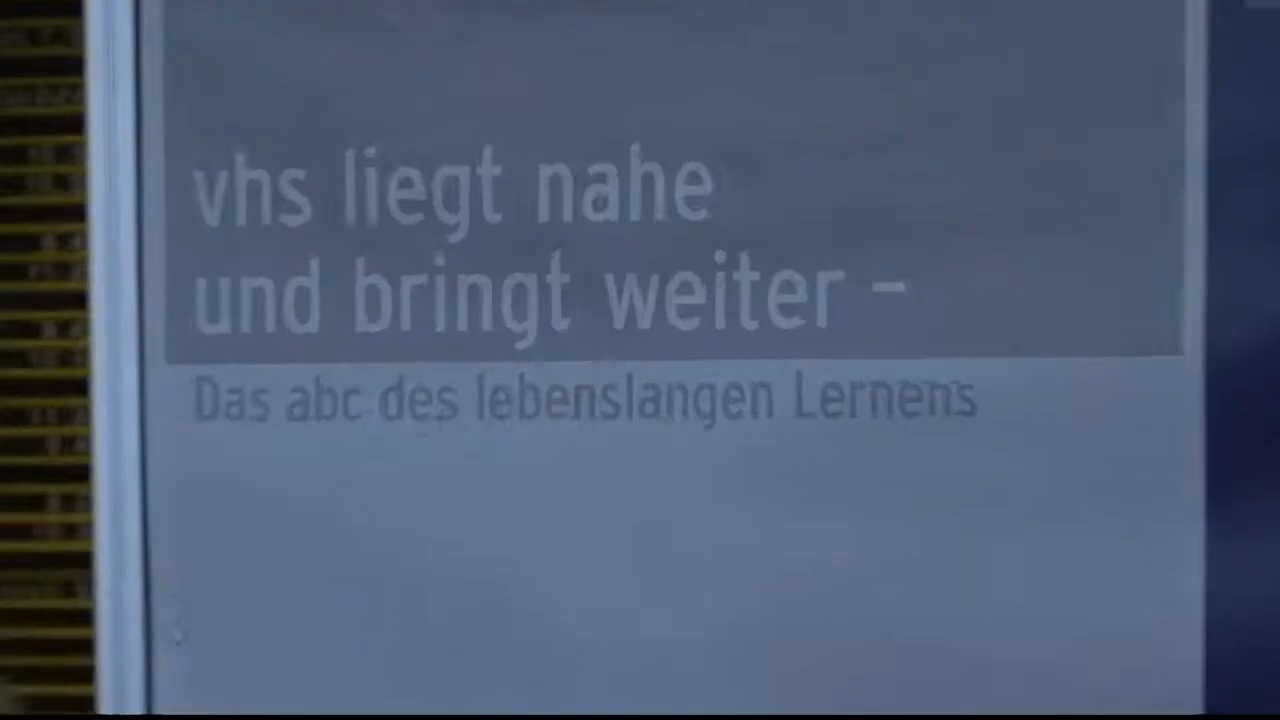 vhs liegt nahe
und bringt weiter –
Das abc des lebenslangen Lernens